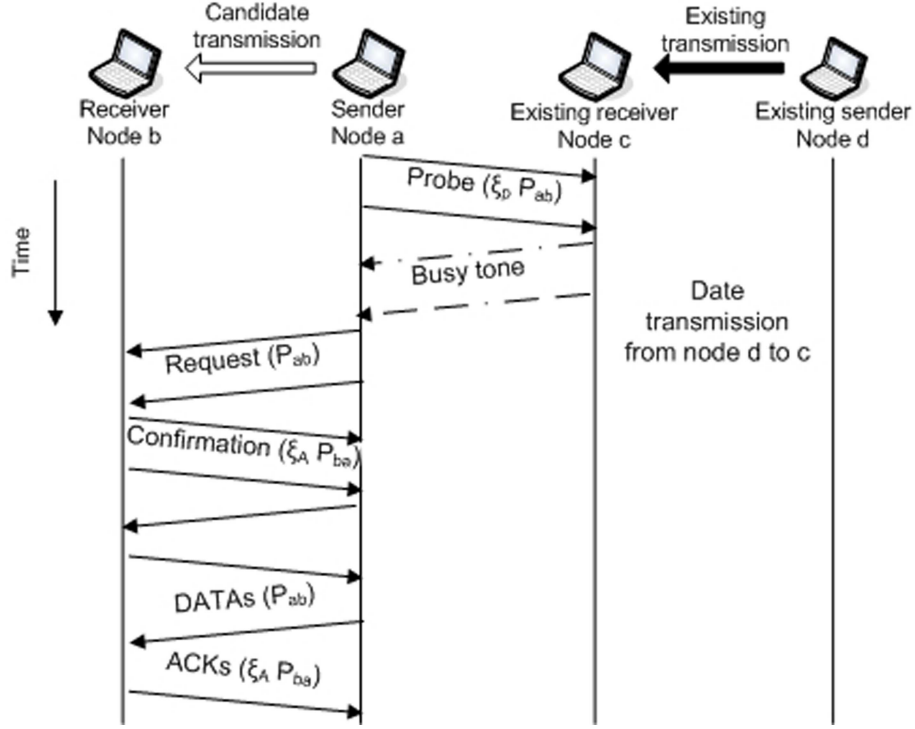 Candidate
transmission
Existing
transmission
Receiver
Node b
Sender
Node a
Existing receiver
Node c
Existing sender
Node d
Time
Probe (ξp Pab)
Busy tone
Date
transmission
from node d to c
Request (Pab)
Confirmation (ξA Pba)
DATAs (Pab)
ACKs (ξA Pba)